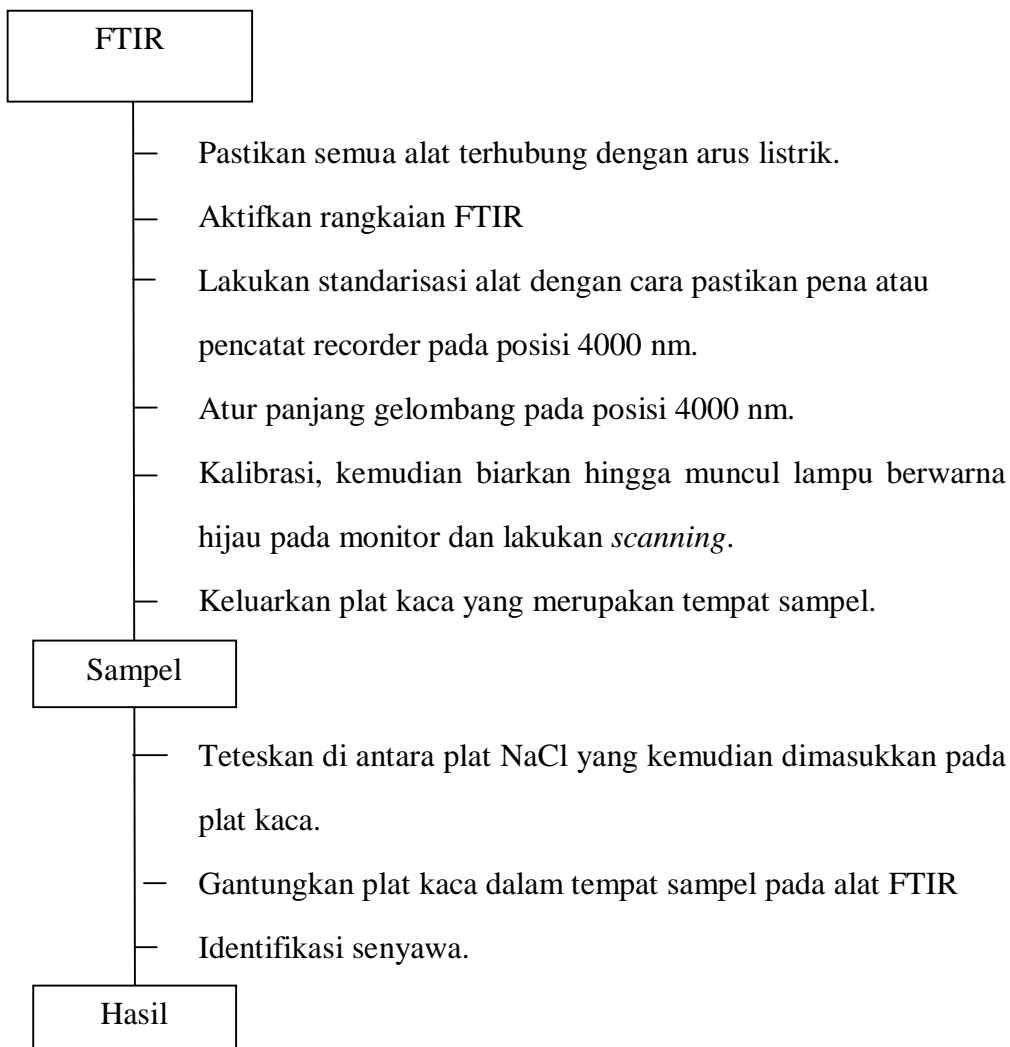 FTIR
Pastikan semua alat terhubung dengan arus listrik.
Aktifkan rangkaian FTIR
Lakukan standarisasi alat dengan cara pastikan pena atau
pencatat recorder pada posisi 4000 nm.
Atur panjang gelombang pada posisi 4000 nm.
Kalibrasi, kemudian biarkan hingga muncul lampu berwarna
hijau pada monitor dan lakukan scanning.
Keluarkan plat kaca yang merupakan tempat sampel.
Sampel
Teteskan di antara plat NaCl yang kemudian dimasukkan pada
plat kaca.
Gantungkan plat kaca dalam tempat sampel pada alat FTIR
Identifikasi senyawa.
Hasil